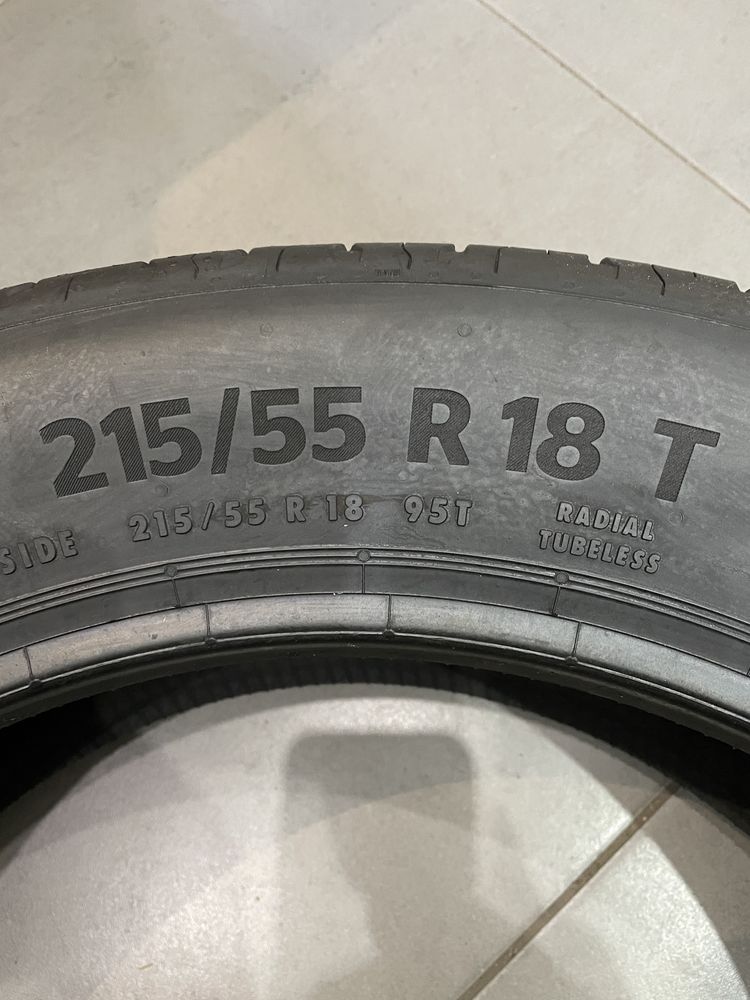 215/55 R 18 T
SIDE 215/55 R 18 95T RADIAL
TUBELESS